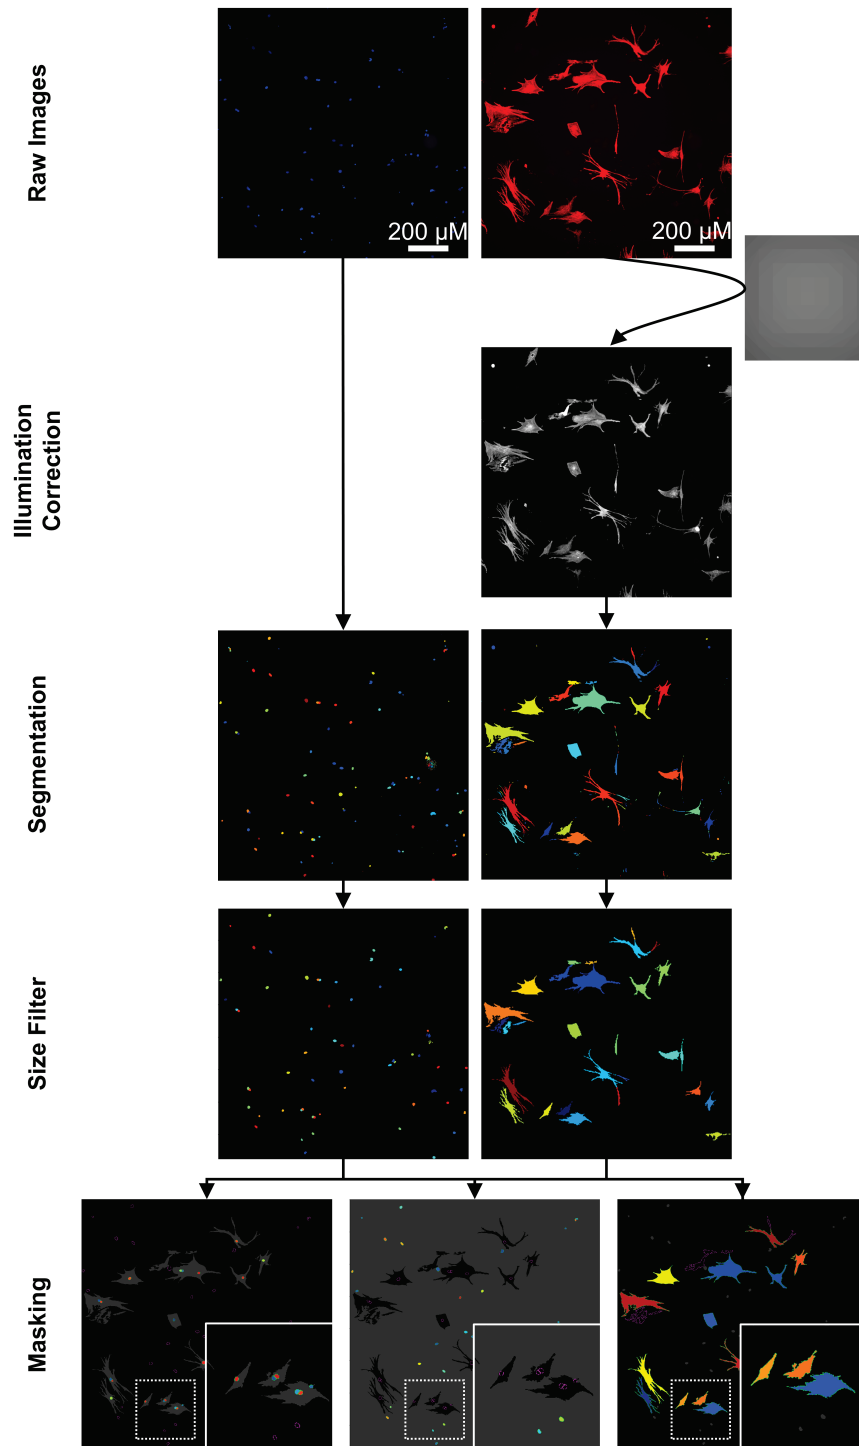 Raw Images
200 µM
200 µM
Illumination
Correction
Segmentation
Size Filter
Masking